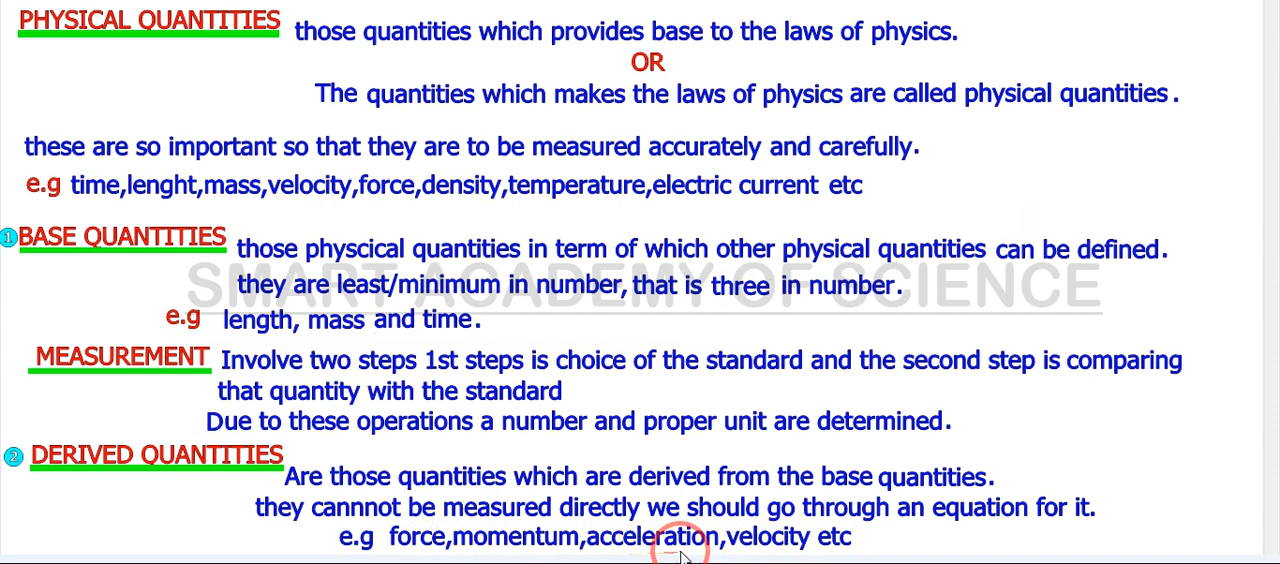 PHYSICAL QUANTITIES those quantities which provides base to the laws of physics.
OR
The quantities which makes the laws of physics are called physical quantities.
these are so important so that they are to be measured accurately and carefully.
e.g time,lenght,mass,velocity,force,density,temperature,electric current etc
1 BASE QUANTITIES those physcical quantities in term of which other physical quantities can be defined.
SMART ACADEMY OF SCIENCE
they are least/minimum in number, that is three in number.
e.g length, mass and time.
MEASUREMENT Involve two steps 1st steps is choice of the standard and the second step is comparing
that quantity with the standard
Due to these operations a number and proper unit are determined.
2 DERIVED QUANTITIES
Are those quantities which are derived from the base quantities.
they cannnot be measured directly we should go through an equation for it.
e.g force,momentum,acceleration,velocity etc